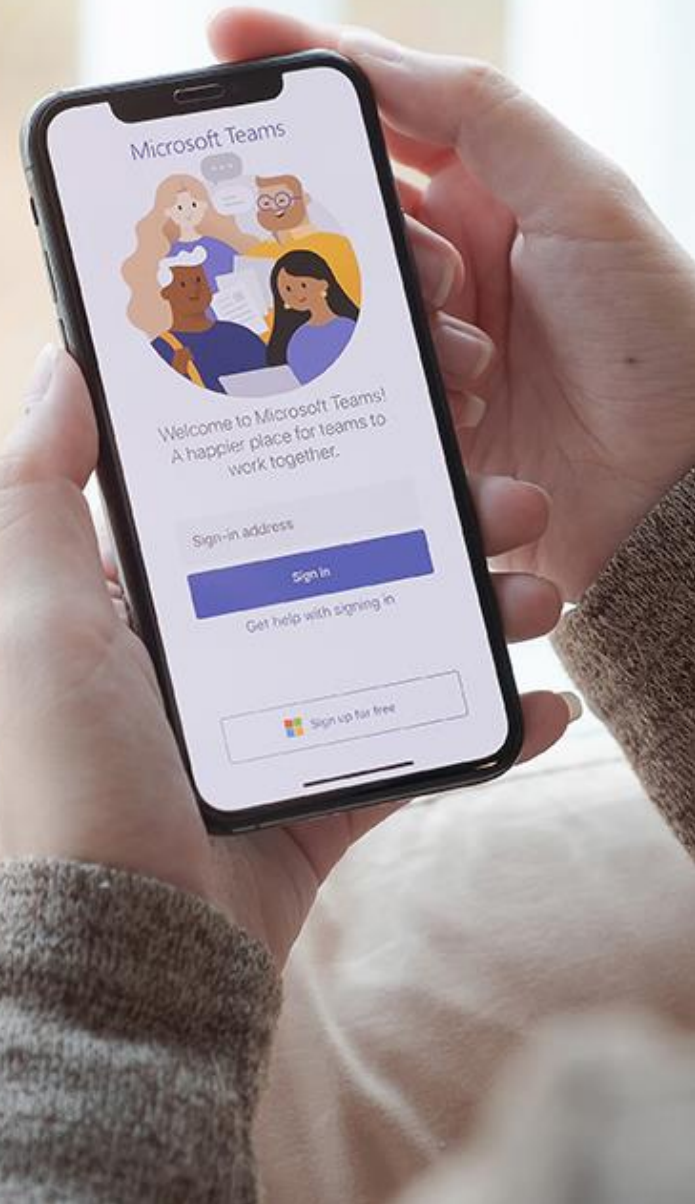 Microsoft Teams
Welcome to Microsoft Teams!
A happier place for teams to
work together.
Sign-in address
Sign in
Get help with signing in
Sign up for free